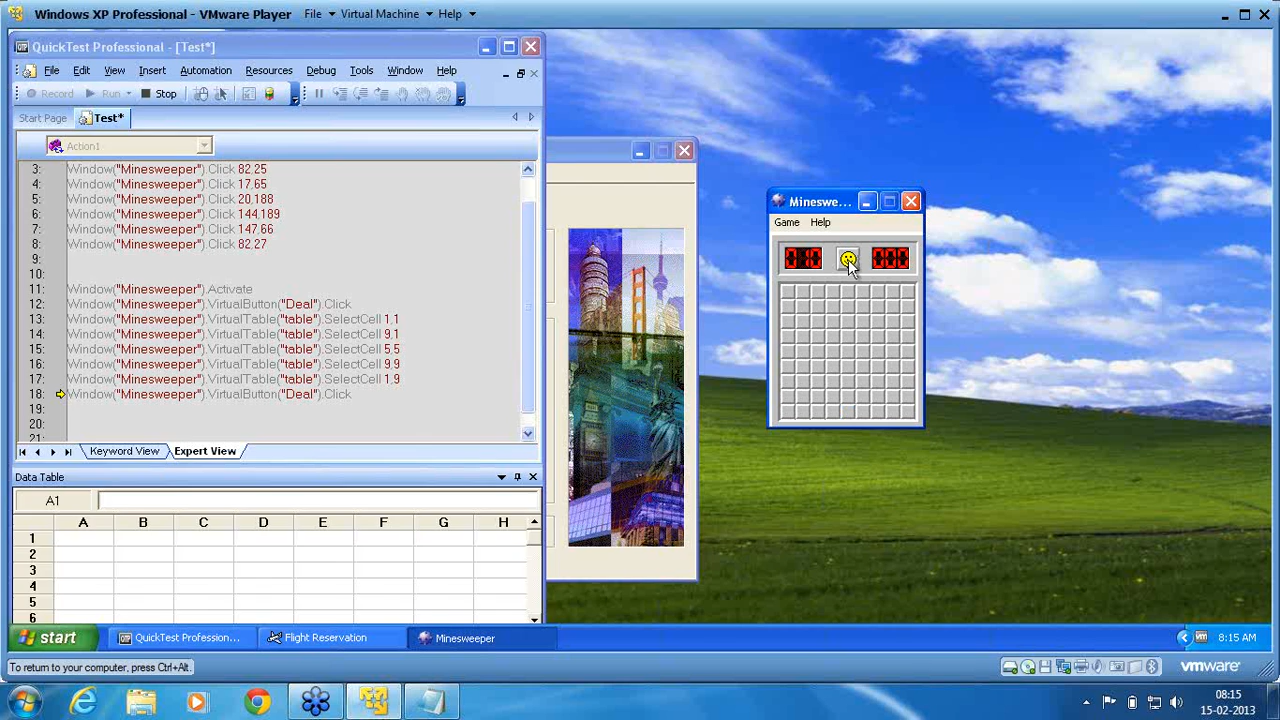 Windows XP Professional - VMware Player File Virtual Machine Help
QuickTest Professional - [Test*]
File Edit View Insert Automation Resources Debug Tools Window Help
Record Run Stop
Start Page Test*
Action1
3: Window("Minesweeper").Click 82,25
4: Window("Minesweeper").Click 17,65
5: Window("Minesweeper").Click 20,188
6: Window("Minesweeper").Click 144,189
7: Window("Minesweeper").Click 147,66
8: Window("Minesweeper").Click 82,27
9:
10:
11: Window("Minesweeper").Activate
12: Window("Minesweeper").VirtualButton("Deal").Click
13: Window("Minesweeper").VirtualTable("table").SelectCell 1,1
14: Window("Minesweeper").VirtualTable("table").SelectCell 9,1
15: Window("Minesweeper").VirtualTable("table").SelectCell 5,5
16: Window("Minesweeper").VirtualTable("table").SelectCell 9,9
17: Window("Minesweeper").VirtualTable("table").SelectCell 1,9
18: Window("Minesweeper").VirtualButton("Deal").Click
19:
20:
21:
Keyword View Expert View
Data Table
A1
A B C D E F G H
1
2
3
4
5
6
Mineswe...
Game Help
010 000
start QuickTest Profession... Flight Reservation Minesweeper 8:15 AM
To return to your computer, press Ctrl+Alt.
vmware
08:15
15-02-2013